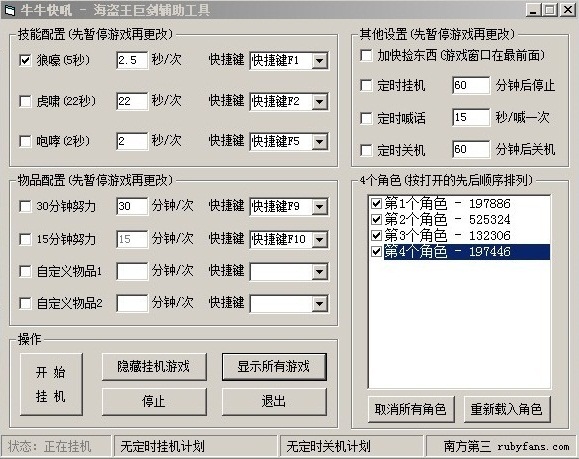 牛牛快吼 - 海盗王巨剑辅助工具
技能配置(先暂停游戏再更改)
狼嚎(5秒) 2.5 秒/次 快捷键 快捷键F1
虎啸(22秒) 22 秒/次 快捷键 快捷键F2
咆哮(2秒) 2 秒/次 快捷键 快捷键F5
其他设置(先暂停游戏再更改)
加快捡东西(游戏窗口在最前面)
定时挂机 60 分钟后停止
定时喊话 15 秒/喊一次
定时关机 60 分钟后关机
物品配置(先暂停游戏再更改)
30分钟努力 30 分钟/次 快捷键 快捷键F9
15分钟努力 15 分钟/次 快捷键 快捷键F10
自定义物品1 分钟/次 快捷键
自定义物品2 分钟/次 快捷键
4个角色(按打开的先后顺序排列)
第1个角色 - 197886
第2个角色 - 525324
第3个角色 - 132306
第4个角色 - 197446
操作
开 始
挂 机
隐藏挂机游戏 显示所有游戏
停止 退出
取消所有角色 重新载入角色
状态：正在挂机 无定时挂机计划 无定时关机计划 南方第三 rubyfans.com